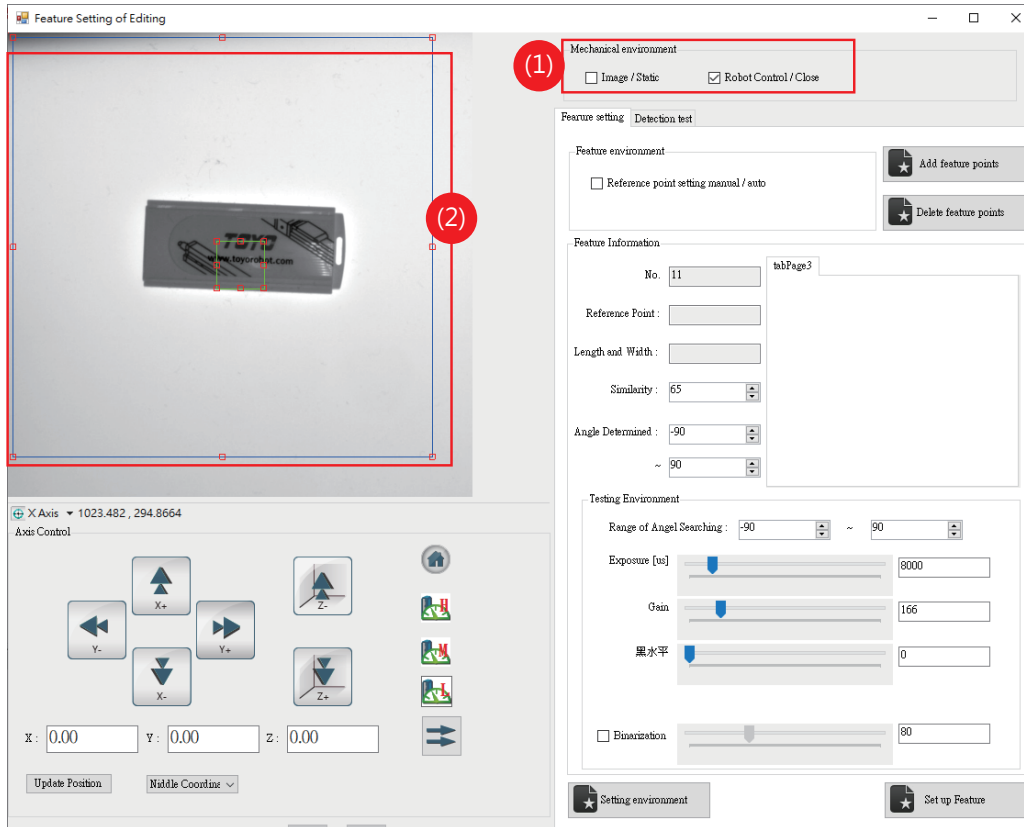 Feature Setting of Editing
(1)
Mechanical environment
Image / Static
Robot Control / Close
Fearure setting
Detection test
Feature environment
Reference point setting manual / auto
Add feature points
Delete feature points
(2)
TOYO
www.toyorobot.com
Feature Information
No.
11
tabPage3
Reference Point :
Length and Width :
Similarity :
65
Angle Determined :
-90
~
90
Testing Environment
Range of Angel Searching :
-90
~
90
Exposure [us]
8000
Gain
166
黑水平
0
Binarization
80
Setting environment
Set up Feature
X Axis
1023.482 , 294.8664
Axis Control
X+
Z-
H
Y-
Y+
M
X-
Z+
L
X :
0.00
Y :
0.00
Z :
0.00
Update Position
Niddle Coordine